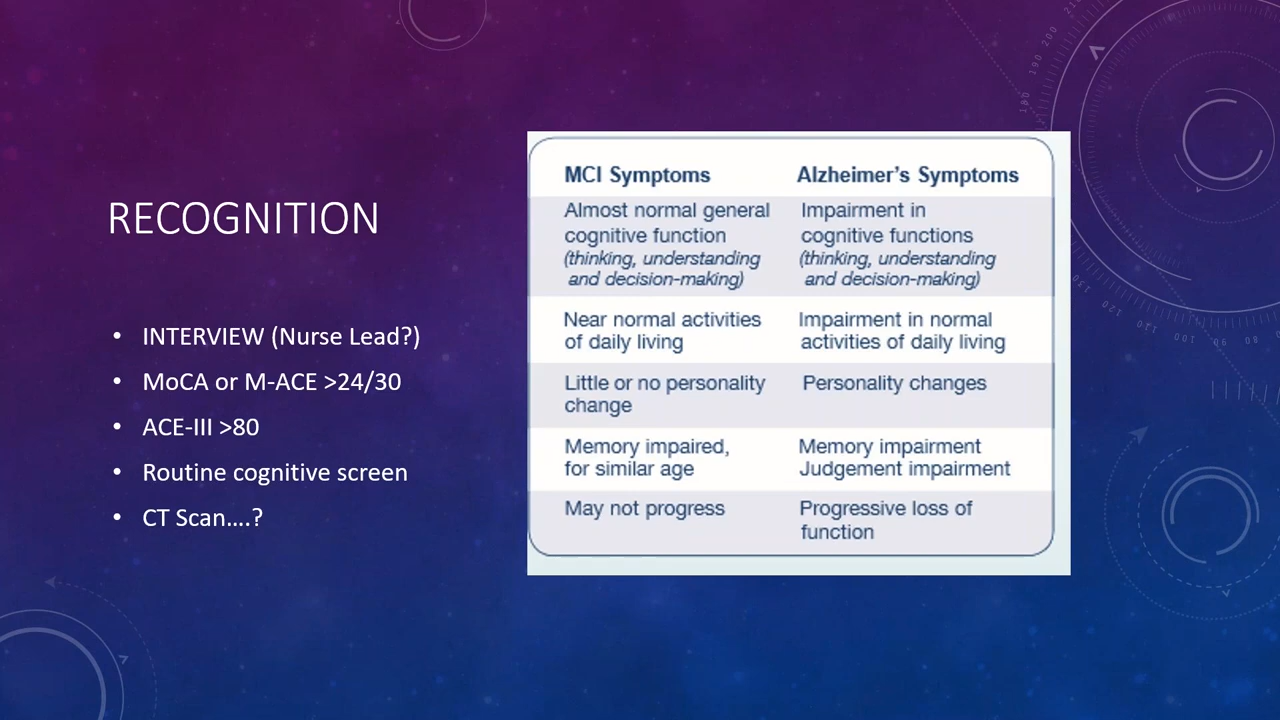 RECOGNITION
• INTERVIEW (Nurse Lead?)
• MoCA or M-ACE >24/30
• ACE-III >80
• Routine cognitive screen
• CT Scan….?
MCI Symptoms
Alzheimer's Symptoms
Almost normal general
cognitive function
(thinking, understanding
and decision-making)
Impairment in
cognitive functions
(thinking, understanding
and decision-making)
Near normal activities
of daily living
Impairment in normal
activities of daily living
Little or no personality
change
Personality changes
Memory impaired,
for similar age
Memory impairment
Judgement impairment
May not progress
Progressive loss of
function